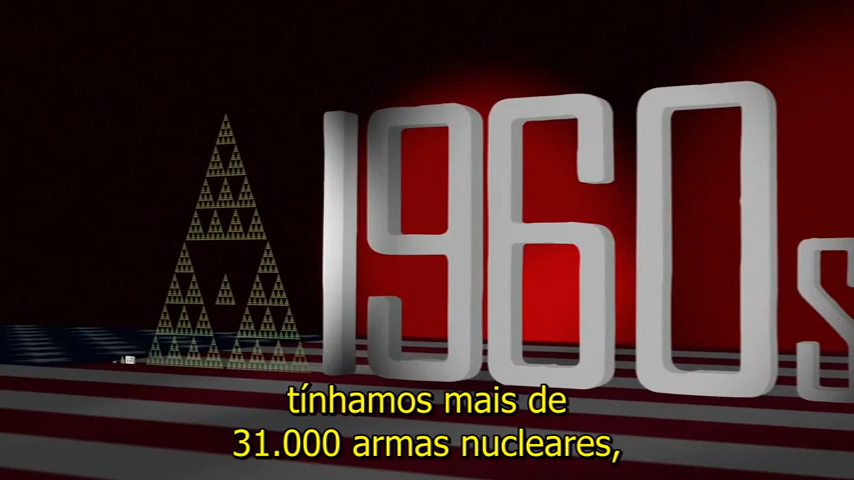 1960s
tínhamos mais de
31.000 armas nucleares,